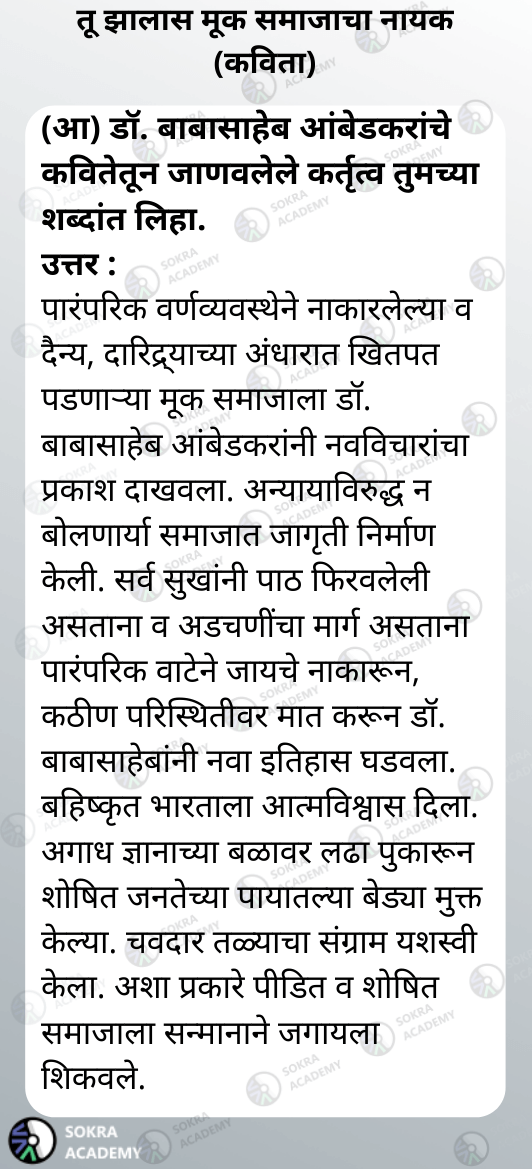 तू झालास मूक समाजाचा नायक
(कविता)
(आ) डॉ. बाबासाहेब आंबेडकरांचे
कवितेतून जाणवलेले कर्तृत्व तुमच्या
शब्दांत लिहा.
उत्तर :
पारंपरिक वर्णव्यवस्थेने नाकारलेल्या व
दैन्य, दारिद्र्याच्या अंधारात खितपत
पडणाऱ्या मूक समाजाला डॉ.
बाबासाहेब आंबेडकरांनी नवविचारांचा
प्रकाश दाखवला. अन्यायाविरुद्ध न
बोलणार्या समाजात जागृती निर्माण
केली. सर्व सुखांनी पाठ फिरवलेली
असताना व अडचणींचा मार्ग असताना
पारंपरिक वाटेने जायचे नाकारून,
कठीण परिस्थितीवर मात करून डॉ.
बाबासाहेबांनी नवा इतिहास घडवला.
बहिष्कृत भारताला आत्मविश्वास दिला.
अगाध ज्ञानाच्या बळावर लढा पुकारून
शोषित जनतेच्या पायातल्या बेड्या मुक्त
केल्या. चवदार तळ्याचा संग्राम यशस्वी
केला. अशा प्रकारे पीडित व शोषित
समाजाला सन्मानाने जगायला
शिकवले.
SOKRA
ACADEMY